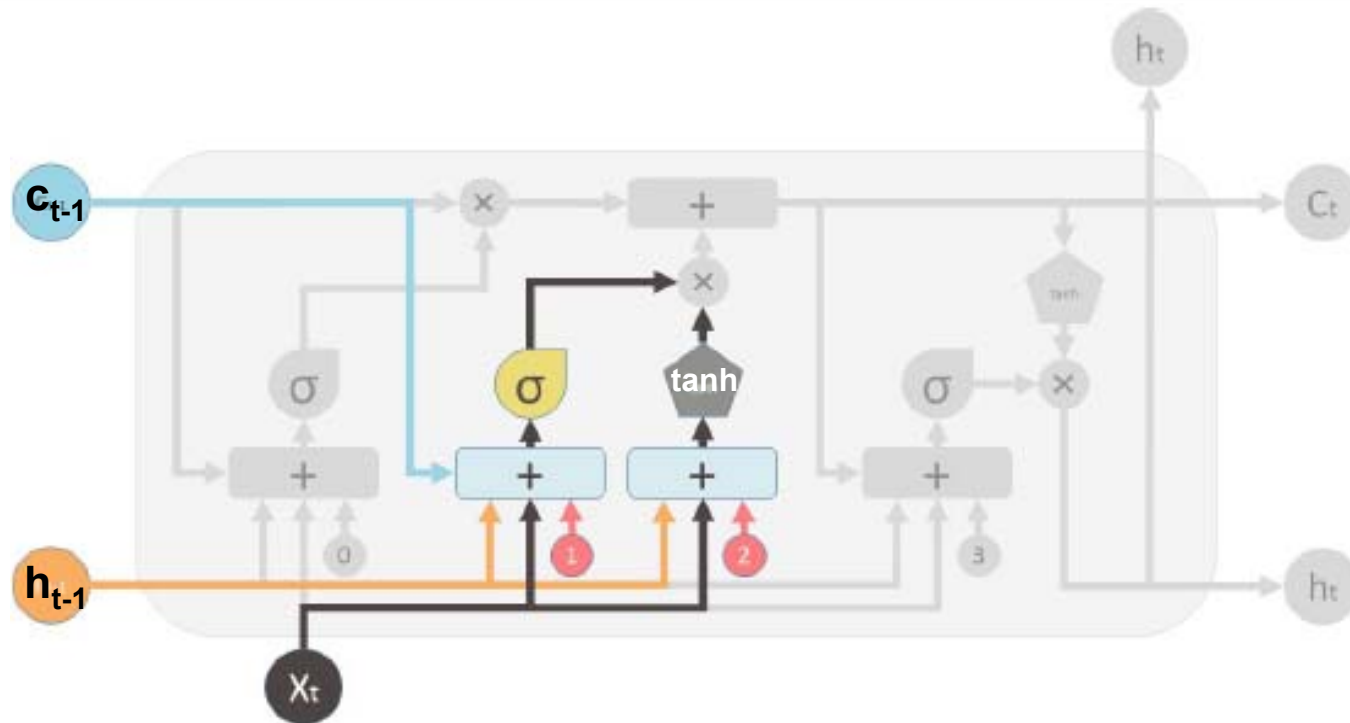 hₜ
cₜ₋₁ × + Cₜ
× tanh
σ σ tanh σ ×
+ + + +
0 1 2 3
hₜ₋₁ hₜ
Xₜ